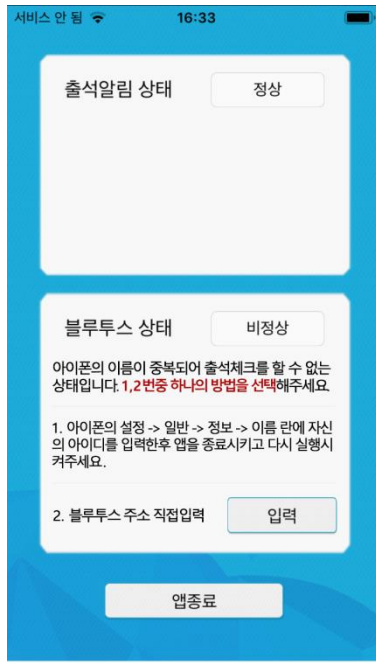 서비스 안 됨 16:33
출석알림 상태 정상
블루투스 상태 비정상
아이폰의 이름이 중복되어 출석체크를 할 수 없는
상태입니다. 1,2번중 하나의 방법을 선택해주세요.
1. 아이폰의 설정 -> 일반 -> 정보 -> 이름 란에 자신
의 아이디를 입력한후 앱을 종료시키고 다시 실행시
켜주세요.
2. 블루투스 주소 직접입력 입력
앱종료